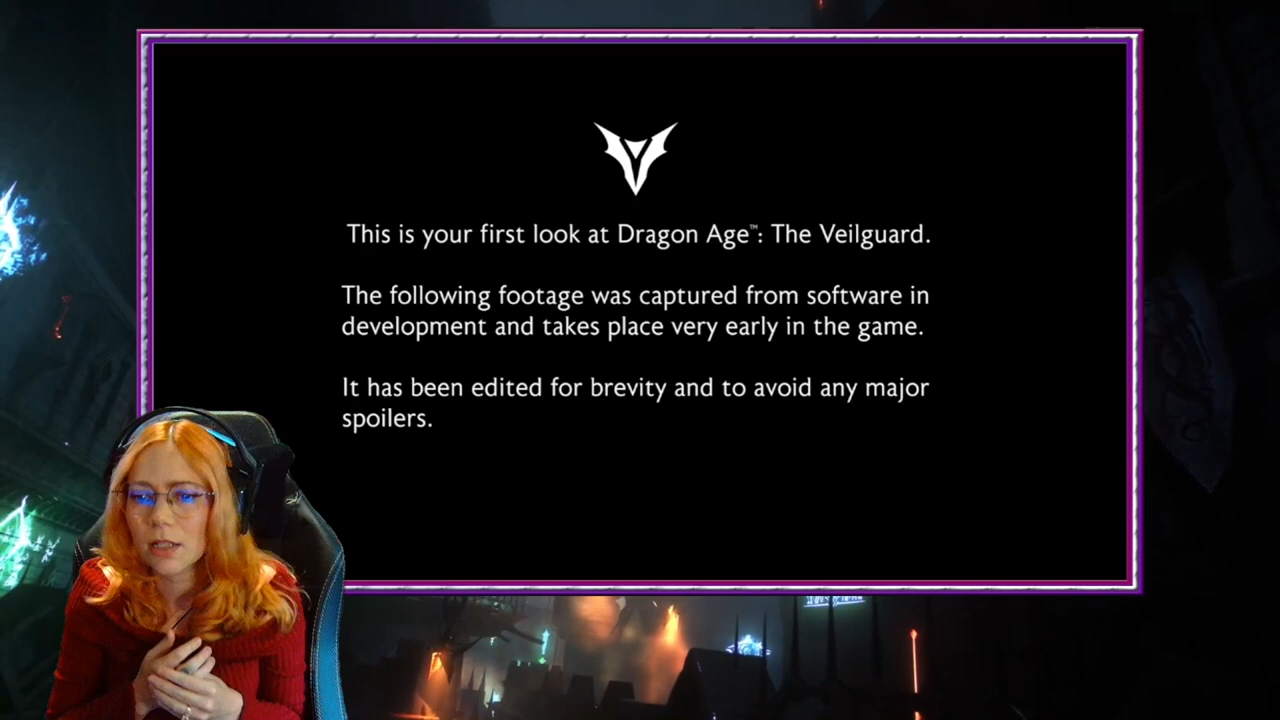 This is your first look at Dragon Age™: The Veilguard.
The following footage was captured from software in
development and takes place very early in the game.
It has been edited for brevity and to avoid any major
spoilers.